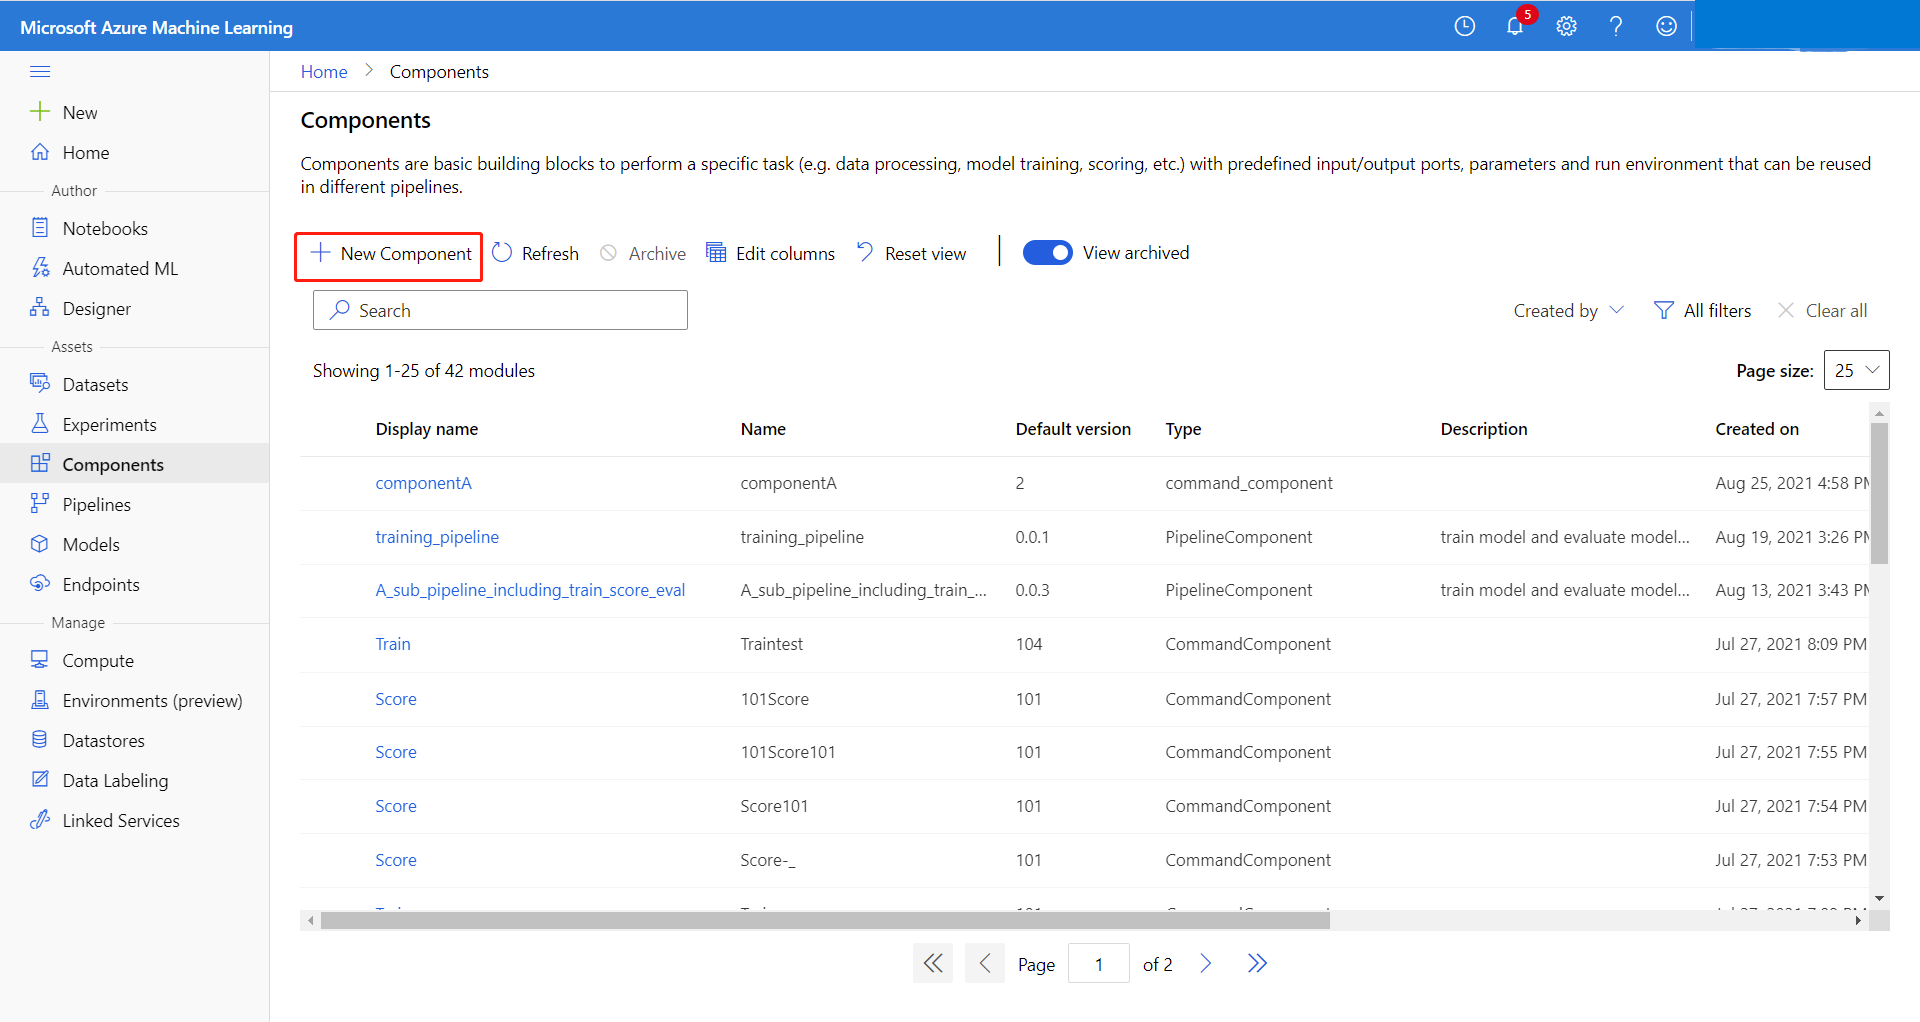 Microsoft Azure Machine Learning
5
New
Home
Author
Notebooks
Automated ML
Designer
Assets
Datasets
Experiments
Components
Pipelines
Models
Endpoints
Manage
Compute
Environments (preview)
Datastores
Data Labeling
Linked Services
Home > Components
Components
Components are basic building blocks to perform a specific task (e.g. data processing, model training, scoring, etc.) with predefined input/output ports, parameters and run environment that can be reused
in different pipelines.
New Component Refresh Archive Edit columns Reset view View archived
Search Created by All filters Clear all
Showing 1-25 of 42 modules Page size: 25
Display name Name Default version Type Description Created on
componentA componentA 2 command_component Aug 25, 2021 4:58 PM
training_pipeline training_pipeline 0.0.1 PipelineComponent train model and evaluate model... Aug 19, 2021 3:26 PM
A_sub_pipeline_including_train_score_eval A_sub_pipeline_including_train_... 0.0.3 PipelineComponent train model and evaluate model... Aug 13, 2021 3:43 PM
Train Traintest 104 CommandComponent Jul 27, 2021 8:09 PM
Score 101Score 101 CommandComponent Jul 27, 2021 7:57 PM
Score 101Score101 101 CommandComponent Jul 27, 2021 7:55 PM
Score Score101 101 CommandComponent Jul 27, 2021 7:54 PM
Score Score-_ 101 CommandComponent Jul 27, 2021 7:53 PM
Page 1 of 2